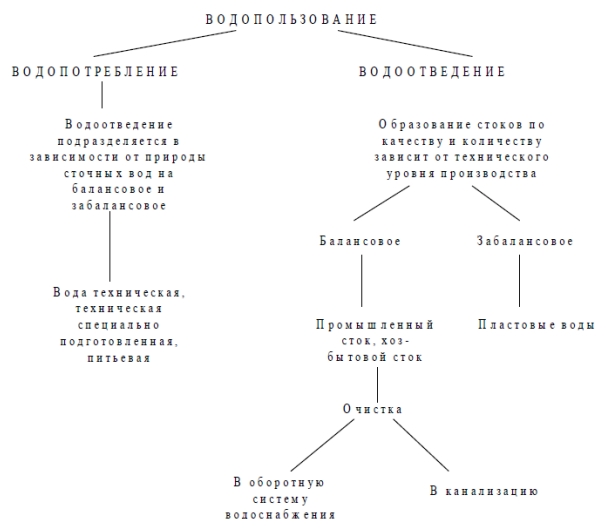 ВОДОПОЛЬЗОВАНИЕ
ВОДОПОТРЕБЛЕНИЕ
ВОДООТВЕДЕНИЕ
Водоотведение
подразделяется в
зависимости от природы
сточных вод на
балансовое и
забалансовое
Образование стоков по
качеству и количеству
зависит от технического
уровня производства
Балансовое
Забалансовое
Вода техническая,
техническая
специально
подготовленная,
питьевая
Промышленный
сток, хоз-
бытовой сток
Пластовые воды
Очистка
В оборотную
систему
водоснабжения
В канализацию